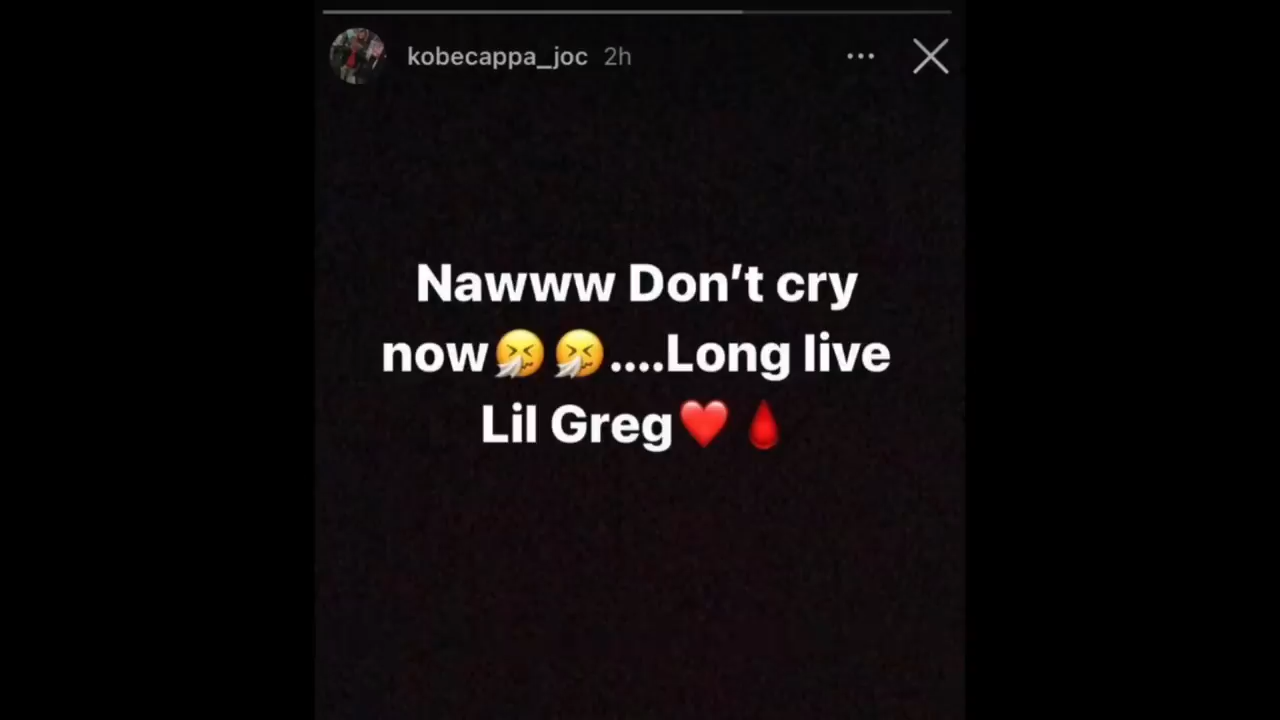 kobecappa_joc 2h
Nawww Don't cry
now🤧🤧....Long live
Lil Greg❤️🩸